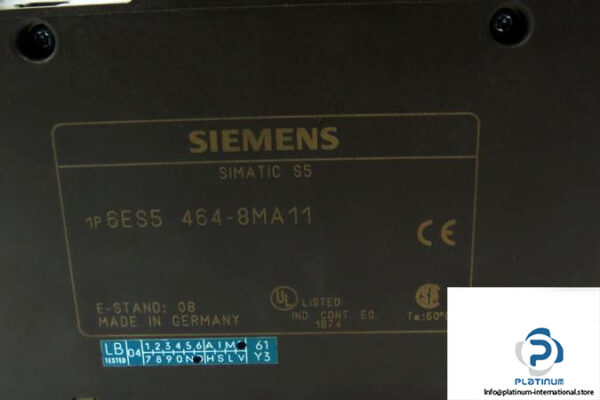 SIEMENS
SIMATIC S5
1P 6ES5 464-8MA11
CE
E-STAND: 08
MADE IN GERMANY
UL LISTED
IND. CONT. EQ.
1874
Ta:60°C
LB TESTED 04 1 2 3 4 5 6 A I M 61
7 8 9 0 N H S L V Y3
PLATINUM
Info@platinum-international.store